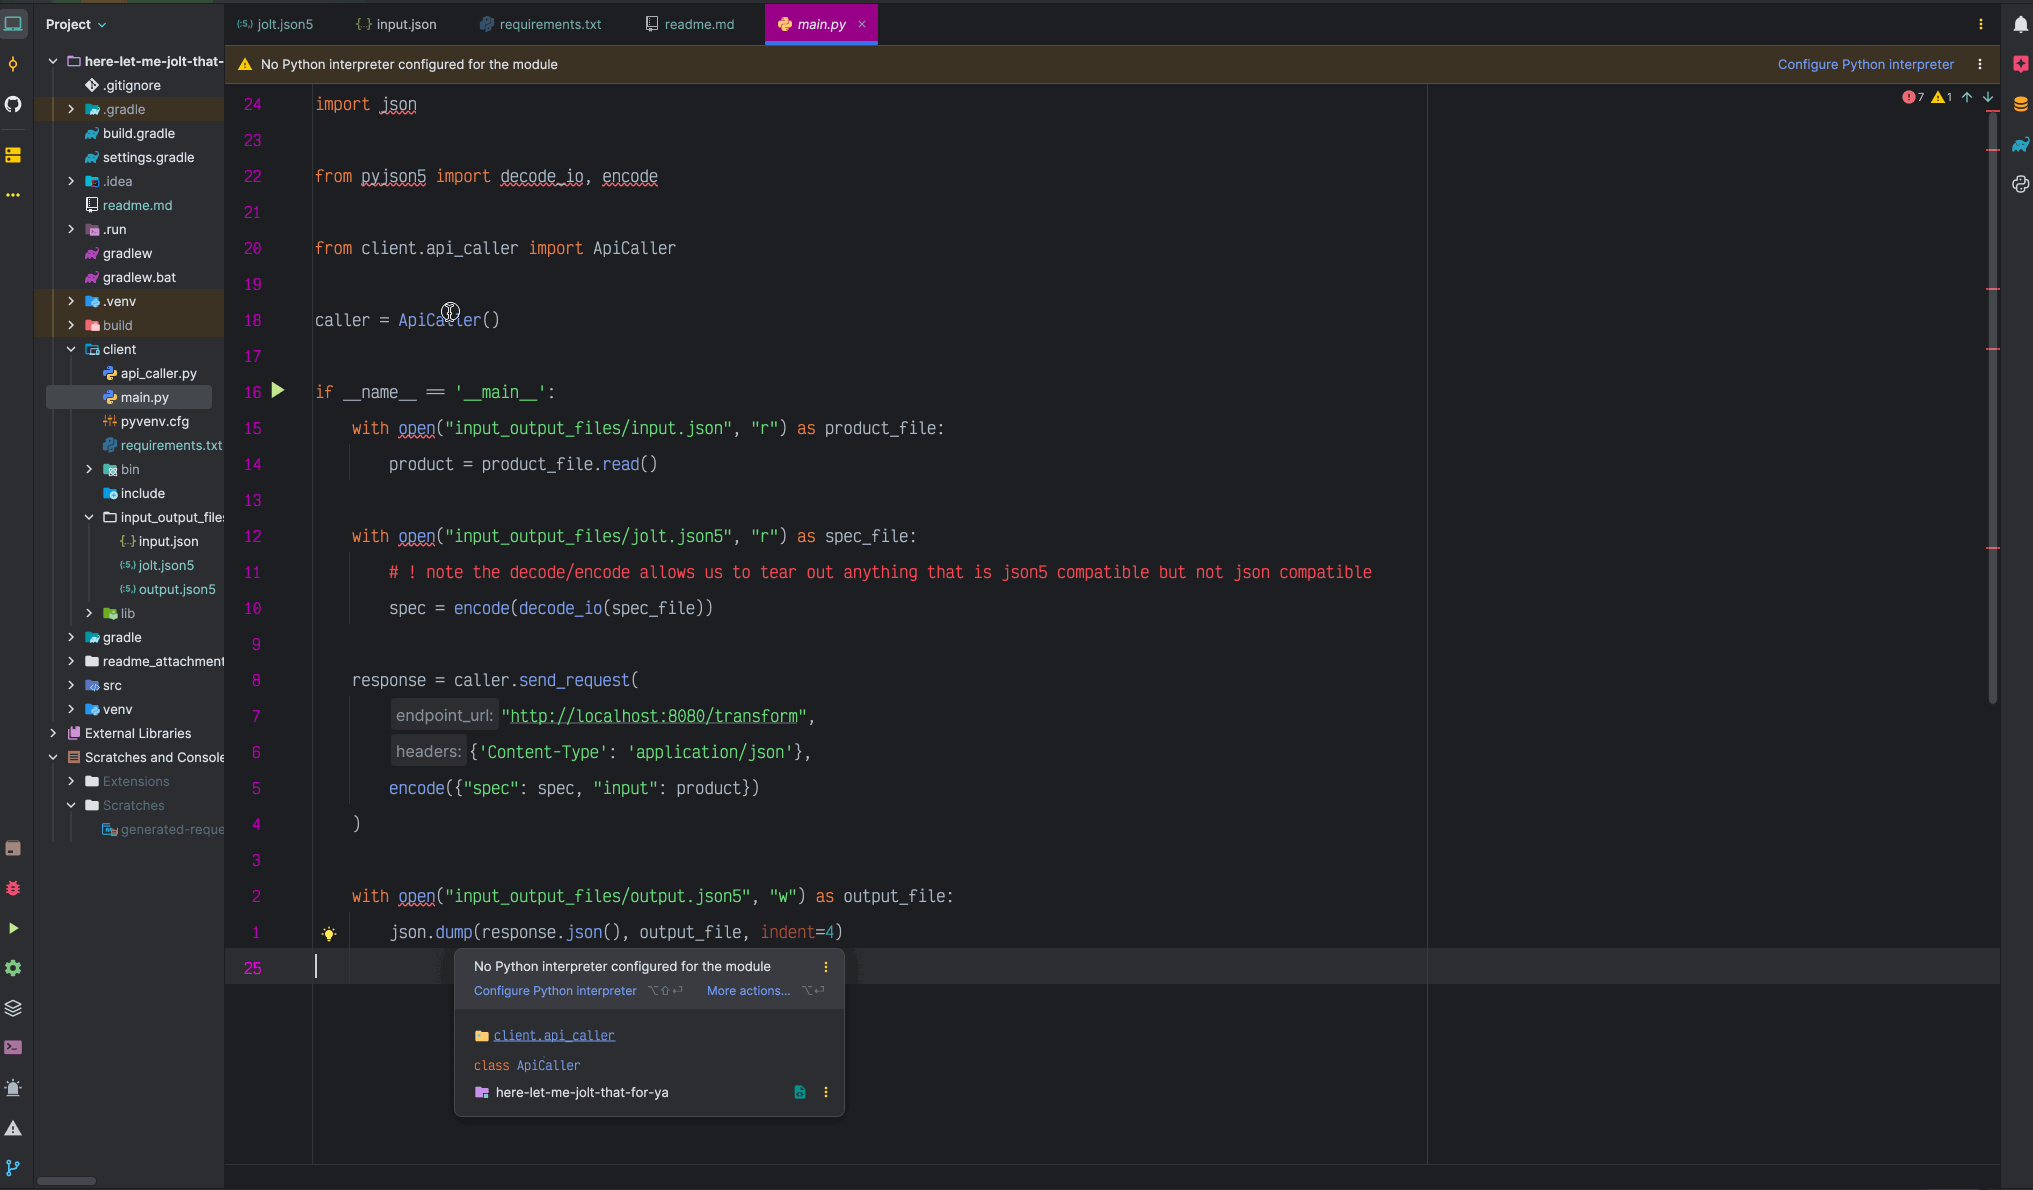 Project
jolt.json5
input.json
requirements.txt
readme.md
main.py
No Python interpreter configured for the module
Configure Python interpreter
here-let-me-jolt-that-
.gitignore
.gradle
build.gradle
settings.gradle
.idea
readme.md
.run
gradlew
gradlew.bat
.venv
build
client
api_caller.py
main.py
pyvenv.cfg
requirements.txt
bin
include
input_output_files
input.json
jolt.json5
output.json5
lib
gradle
readme_attachment
src
venv
External Libraries
Scratches and Console
Extensions
Scratches
generated-reque
7 1
24 import json
23
22 from pyjson5 import decode_io, encode
21
20 from client.api_caller import ApiCaller
19
18 caller = ApiCaller()
17
16 if __name__ == '__main__':
15 with open("input_output_files/input.json", "r") as product_file:
14 product = product_file.read()
13
12 with open("input_output_files/jolt.json5", "r") as spec_file:
11 # ! note the decode/encode allows us to tear out anything that is json5 compatible but not json compatible
10 spec = encode(decode_io(spec_file))
9
8 response = caller.send_request(
7 endpoint_url: "http://localhost:8080/transform",
6 headers: {'Content-Type': 'application/json'},
5 encode({"spec": spec, "input": product})
4 )
3
2 with open("input_output_files/output.json5", "w") as output_file:
1 json.dump(response.json(), output_file, indent=4)
25
No Python interpreter configured for the module
Configure Python interpreter ⌥⇧⏎ More actions... ⌥⏎
client.api_caller
class ApiCaller
here-let-me-jolt-that-for-ya